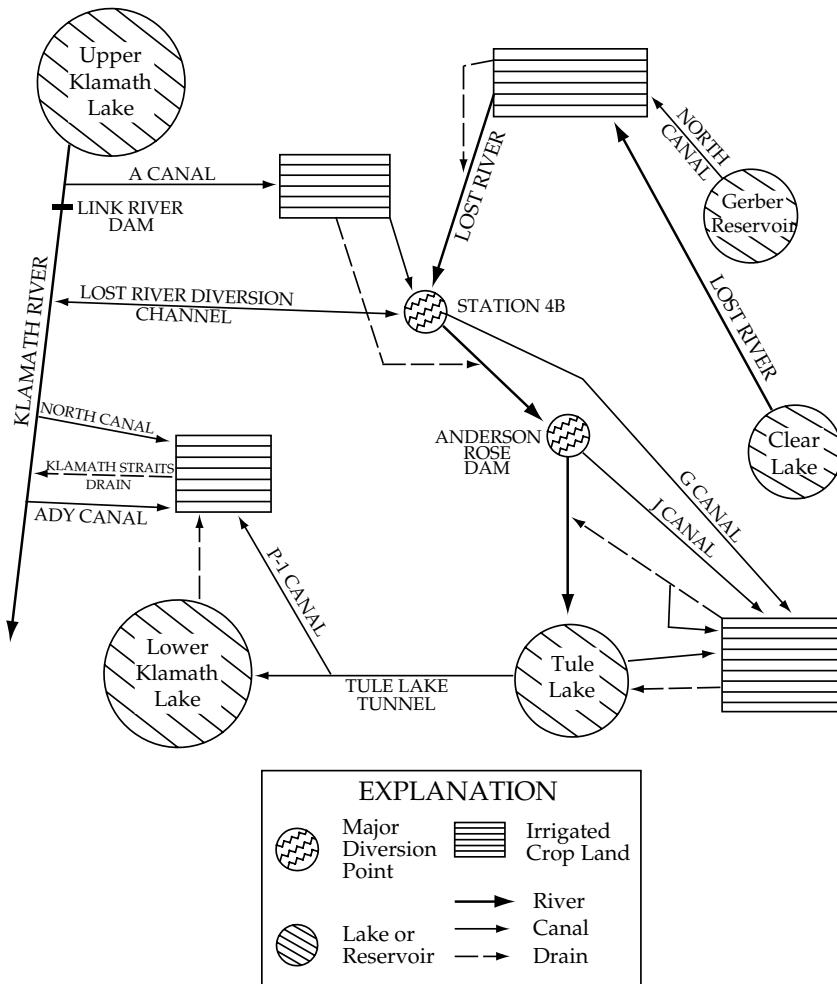 Upper
Klamath
Lake
A CANAL
LINK RIVER
DAM
NORTH
CANAL
Gerber
Reservoir
LOST RIVER
LOST RIVER
KLAMATH RIVER
LOST RIVER DIVERSION
CHANNEL
STATION 4B
NORTH CANAL
KLAMATH STRAITS
DRAIN
ADY CANAL
ANDERSON
ROSE
DAM
Clear
Lake
G CANAL
J CANAL
P-1 CANAL
Lower
Klamath
Lake
TULE LAKE
TUNNEL
Tule
Lake
EXPLANATION
Major
Diversion
Point
Irrigated
Crop Land
Lake or
Reservoir
River
Canal
Drain